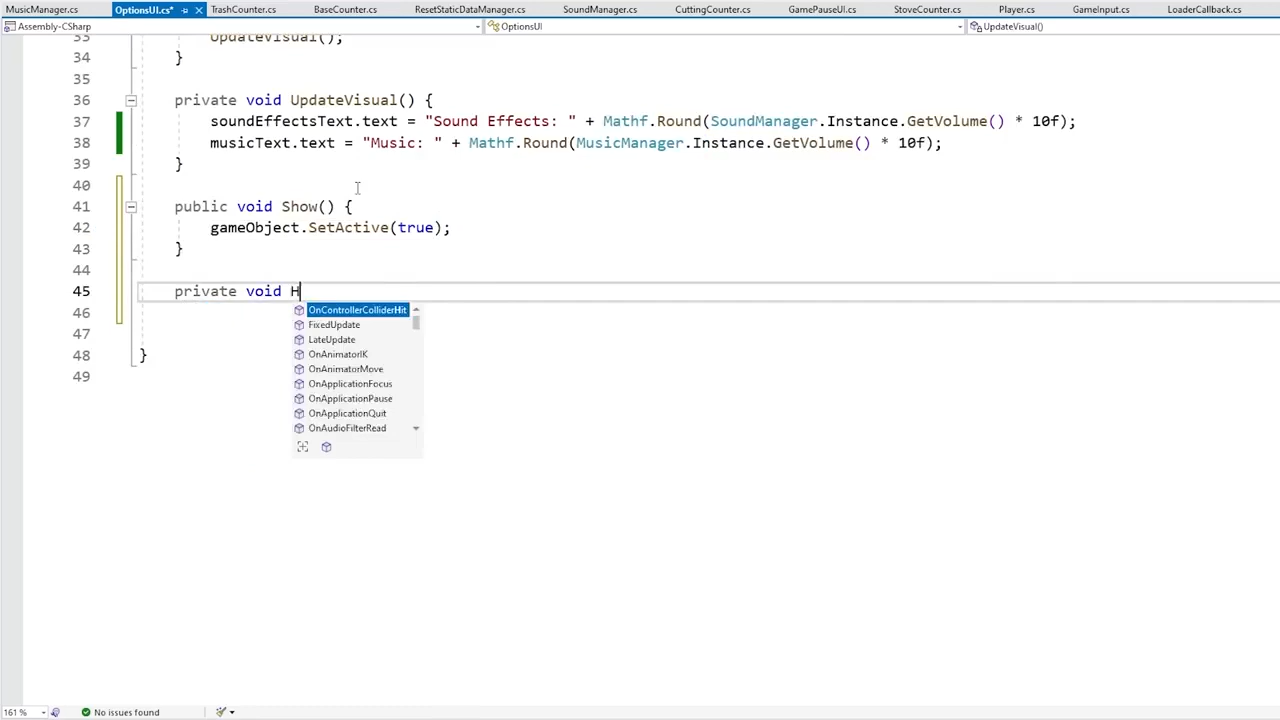 MusicManager.cs OptionsUI.cs* TrashCounter.cs BaseCounter.cs ResetStaticDataManager.cs SoundManager.cs CuttingCounter.cs GamePauseUI.cs StoveCounter.cs Player.cs GameInput.cs LoaderCallback.cs
Assembly-CSharp OptionsUI UpdateVisual()
33 UpdateVisual();
34 }
35
36 private void UpdateVisual() {
37 soundEffectsText.text = "Sound Effects: " + Mathf.Round(SoundManager.Instance.GetVolume() * 10f);
38 musicText.text = "Music: " + Mathf.Round(MusicManager.Instance.GetVolume() * 10f);
39 }
40
41 public void Show() {
42 gameObject.SetActive(true);
43 }
44
45 private void H
46
47
48 }
49
OnControllerColliderHit
FixedUpdate
LateUpdate
OnAnimatorIK
OnAnimatorMove
OnApplicationFocus
OnApplicationPause
OnApplicationQuit
OnAudioFilterRead
161 % No issues found